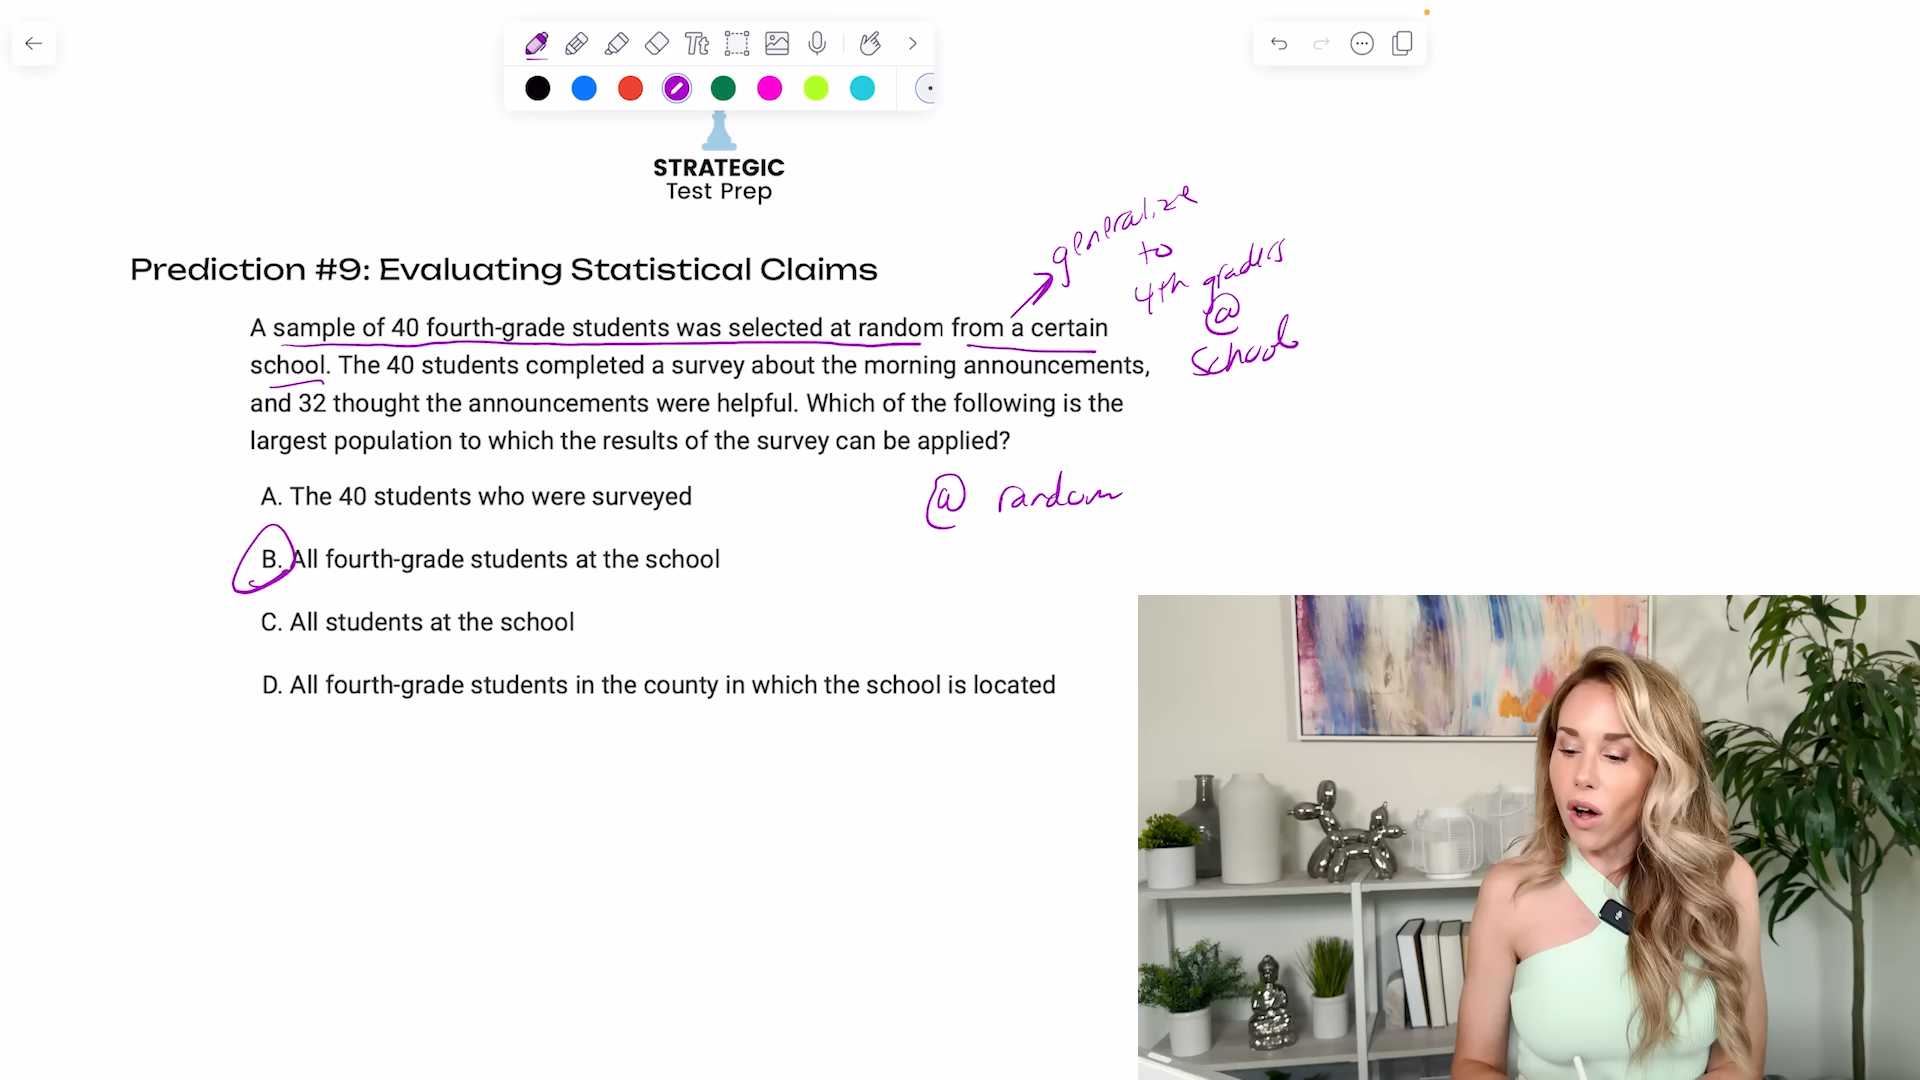 Tt
STRATEGIC
Test Prep
generalize
to
4th graders
@
school
Prediction #9: Evaluating Statistical Claims
A sample of 40 fourth-grade students was selected at random from a certain
school. The 40 students completed a survey about the morning announcements,
and 32 thought the announcements were helpful. Which of the following is the
largest population to which the results of the survey can be applied?
A. The 40 students who were surveyed
@ random
B. All fourth-grade students at the school
C. All students at the school
D. All fourth-grade students in the county in which the school is located